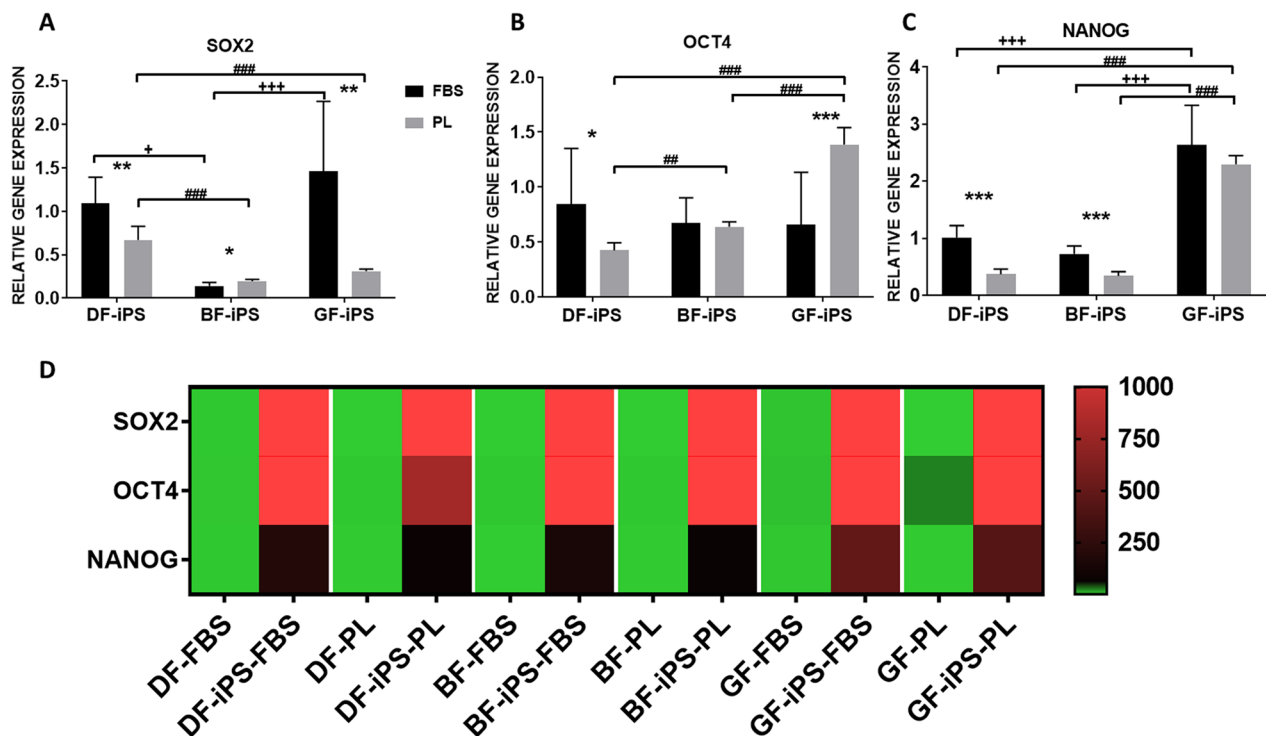 A
SOX2
RELATIVE GENE EXPRESSION
2.5
2.0
1.5
1.0
0.5
0.0
###
+++
**
+
**
###
*
DF-iPS BF-iPS GF-iPS
FBS
PL
B
OCT4
RELATIVE GENE EXPRESSION
2.0
1.5
1.0
0.5
0.0
###
###
***
*
##
DF-iPS BF-iPS GF-iPS
C
NANOG
RELATIVE GENE EXPRESSION
4
3
2
1
0
+++
###
+++
###
***
***
DF-iPS BF-iPS GF-iPS
D
SOX2
OCT4
NANOG
DF-FBS
DF-iPS-FBS
DF-PL
DF-iPS-PL
BF-FBS
BF-iPS-FBS
BF-PL
BF-iPS-PL
GF-FBS
GF-iPS-FBS
GF-PL
GF-iPS-PL
1000
750
500
250